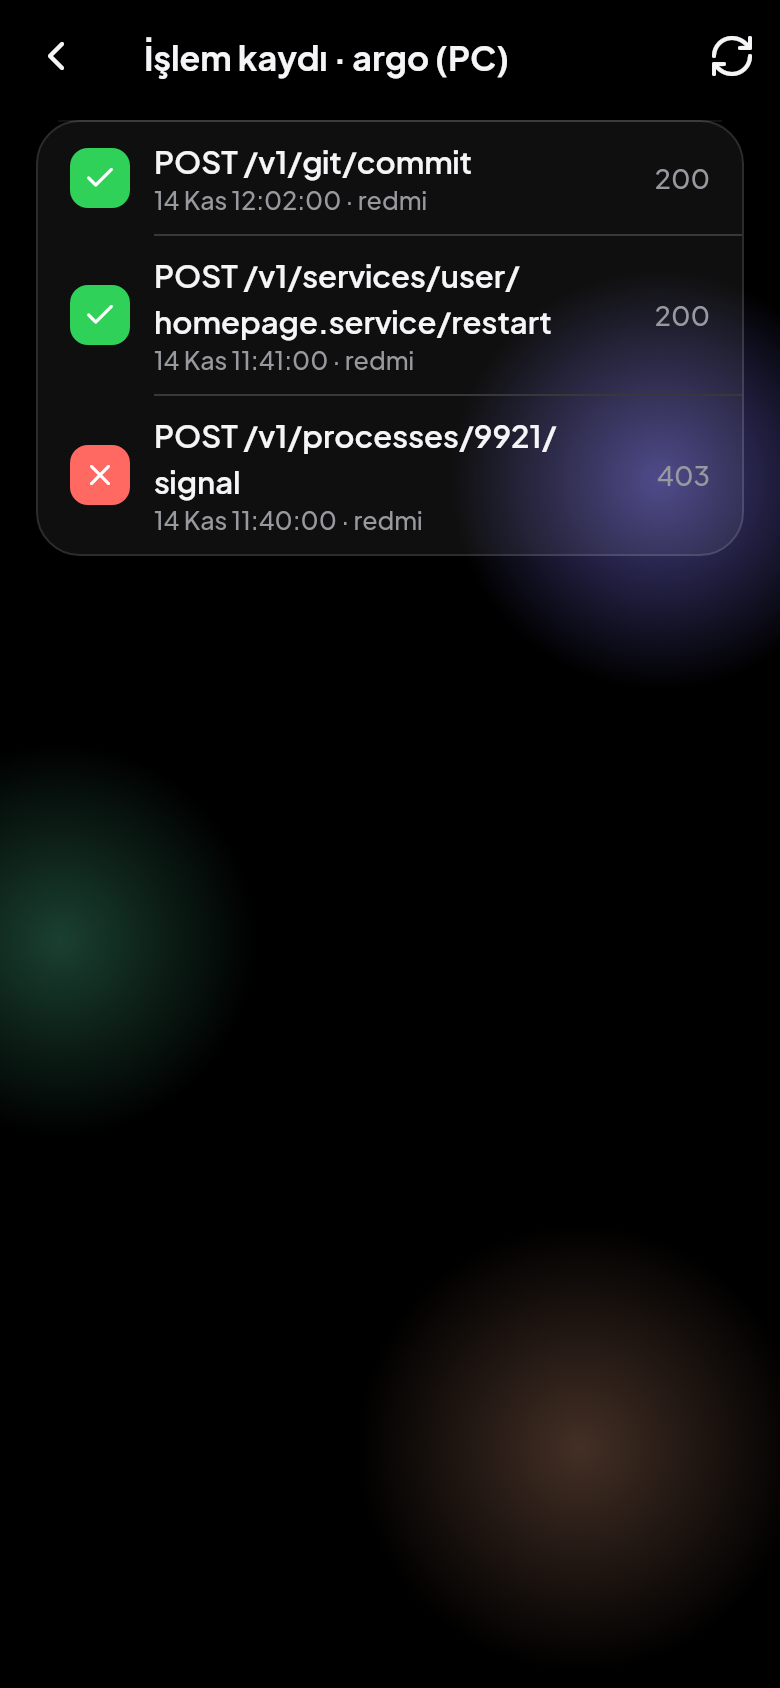 İşlem kaydı · argo (PC)
POST /v1/git/commit
14 Kas 12:02:00 · redmi
200
POST /v1/services/user/
homepage.service/restart
14 Kas 11:41:00 · redmi
200
POST /v1/processes/9921/
signal
14 Kas 11:40:00 · redmi
403